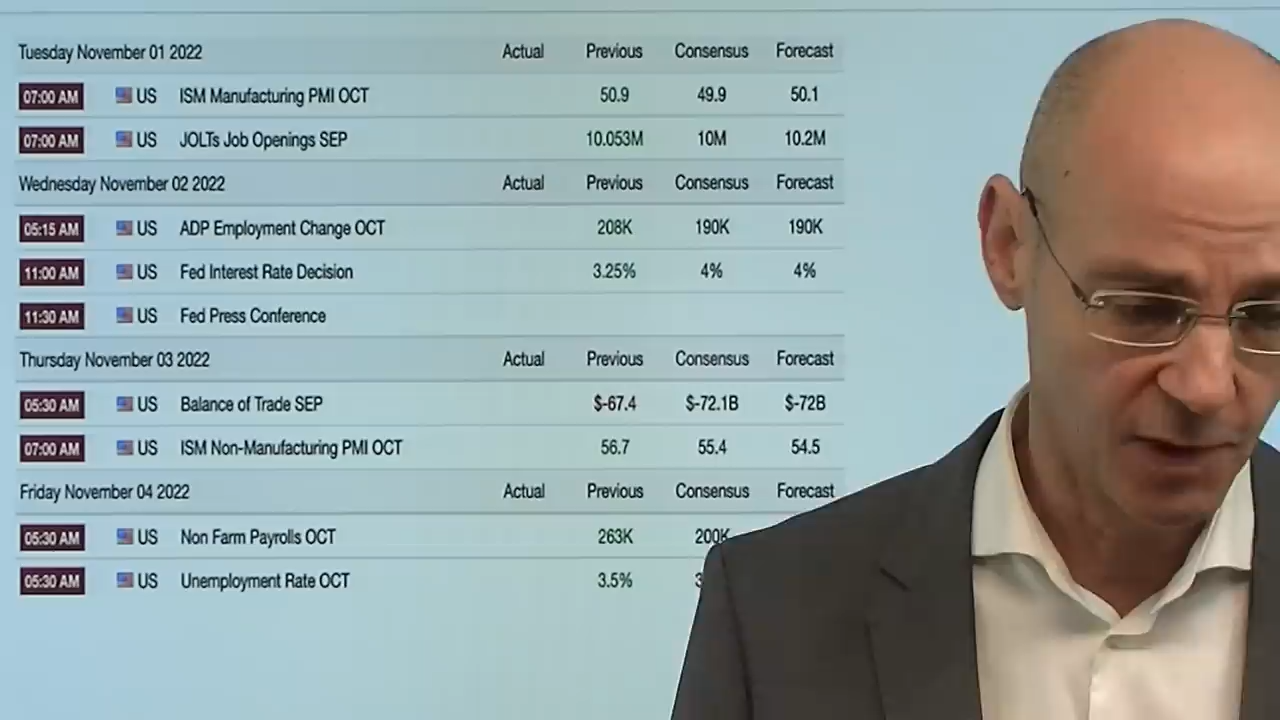 Tuesday November 01 2022 Actual Previous Consensus Forecast
07:00 AM US ISM Manufacturing PMI OCT 50.9 49.9 50.1
07:00 AM US JOLTs Job Openings SEP 10.053M 10M 10.2M
Wednesday November 02 2022 Actual Previous Consensus Forecast
05:15 AM US ADP Employment Change OCT 208K 190K 190K
11:00 AM US Fed Interest Rate Decision 3.25% 4% 4%
11:30 AM US Fed Press Conference
Thursday November 03 2022 Actual Previous Consensus Forecast
05:30 AM US Balance of Trade SEP $-67.4 $-72.1B $-72B
07:00 AM US ISM Non-Manufacturing PMI OCT 56.7 55.4 54.5
Friday November 04 2022 Actual Previous Consensus Forecast
05:30 AM US Non Farm Payrolls OCT 263K 200K
05:30 AM US Unemployment Rate OCT 3.5%